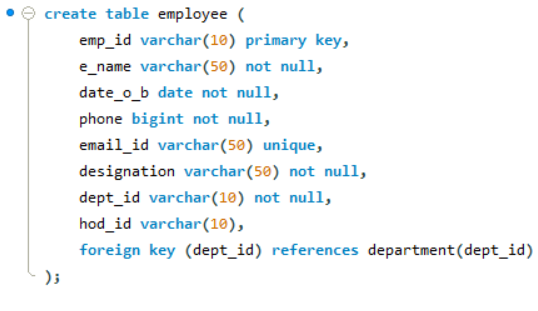 create table employee (
emp_id varchar(10) primary key,
e_name varchar(50) not null,
date_o_b date not null,
phone bigint not null,
email_id varchar(50) unique,
designation varchar(50) not null,
dept_id varchar(10) not null,
hod_id varchar(10),
foreign key (dept_id) references department(dept_id)
);